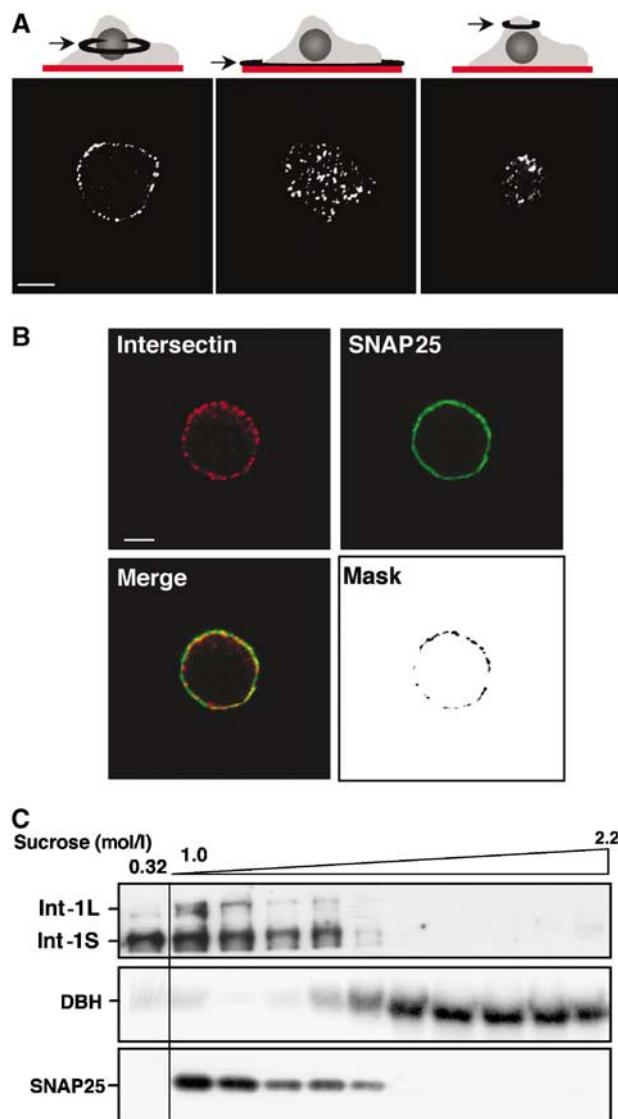 A
B
Intersectin
SNAP25
Merge
Mask
C
Sucrose (mol/l)
0.32
1.0
2.2
Int-1L
Int-1S
DBH
SNAP25